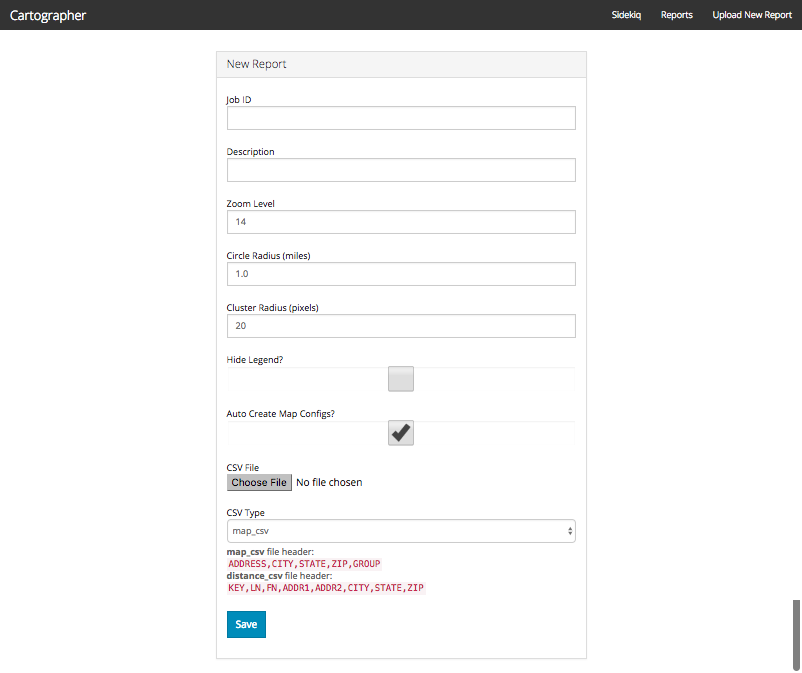 Cartographer Sidekiq Reports Upload New Report
New Report
Job ID
Description
Zoom Level
14
Circle Radius (miles)
1.0
Cluster Radius (pixels)
20
Hide Legend?
Auto Create Map Configs?
CSV File
Choose File No file chosen
CSV Type
map_csv
map_csv file header:
ADDRESS,CITY,STATE,ZIP,GROUP
distance_csv file header:
KEY,LN,FN,ADDR1,ADDR2,CITY,STATE,ZIP
Save